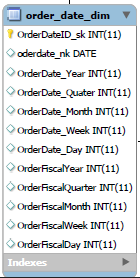 order_date_dim
OrderDateID_sk INT(11)
oderdate_nk DATE
OrderDate_Year INT(11)
OrderDate_Quater INT(11)
OrderDate_Month INT(11)
OrderDate_Week INT(11)
OrderDate_Day INT(11)
OrderFiscalYear INT(11)
OrderFiscalQuarter INT(11)
OrderFiscalMonth INT(11)
OrderFiscalWeek INT(11)
OrderFiscalDay INT(11)
Indexes